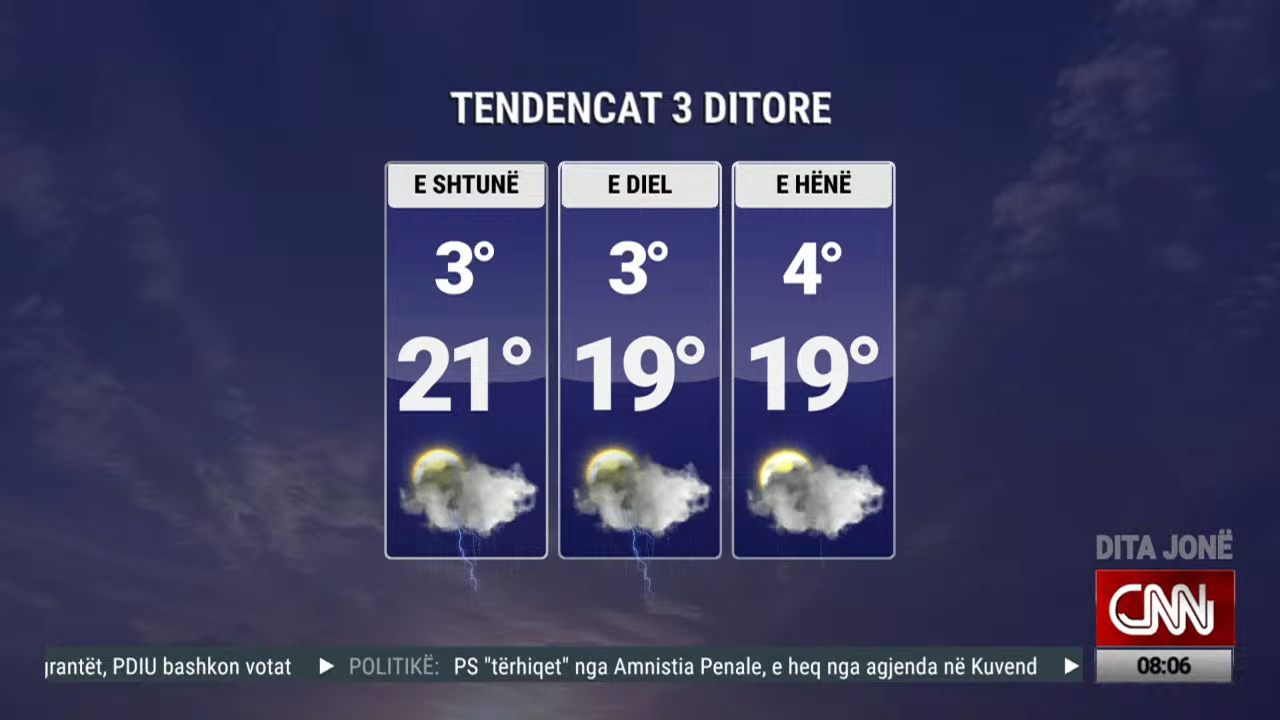 TENDENCAT 3 DITORE
E SHTUNË
E DIEL
E HËNË
3°
3°
4°
21°
19°
19°
DITA JONË
CNN
08:06
grantët, PDIU bashkon votat ▶ POLITIKË: PS "tërhiqet" nga Amnistia Penale, e heq nga agjenda në Kuvend ▶